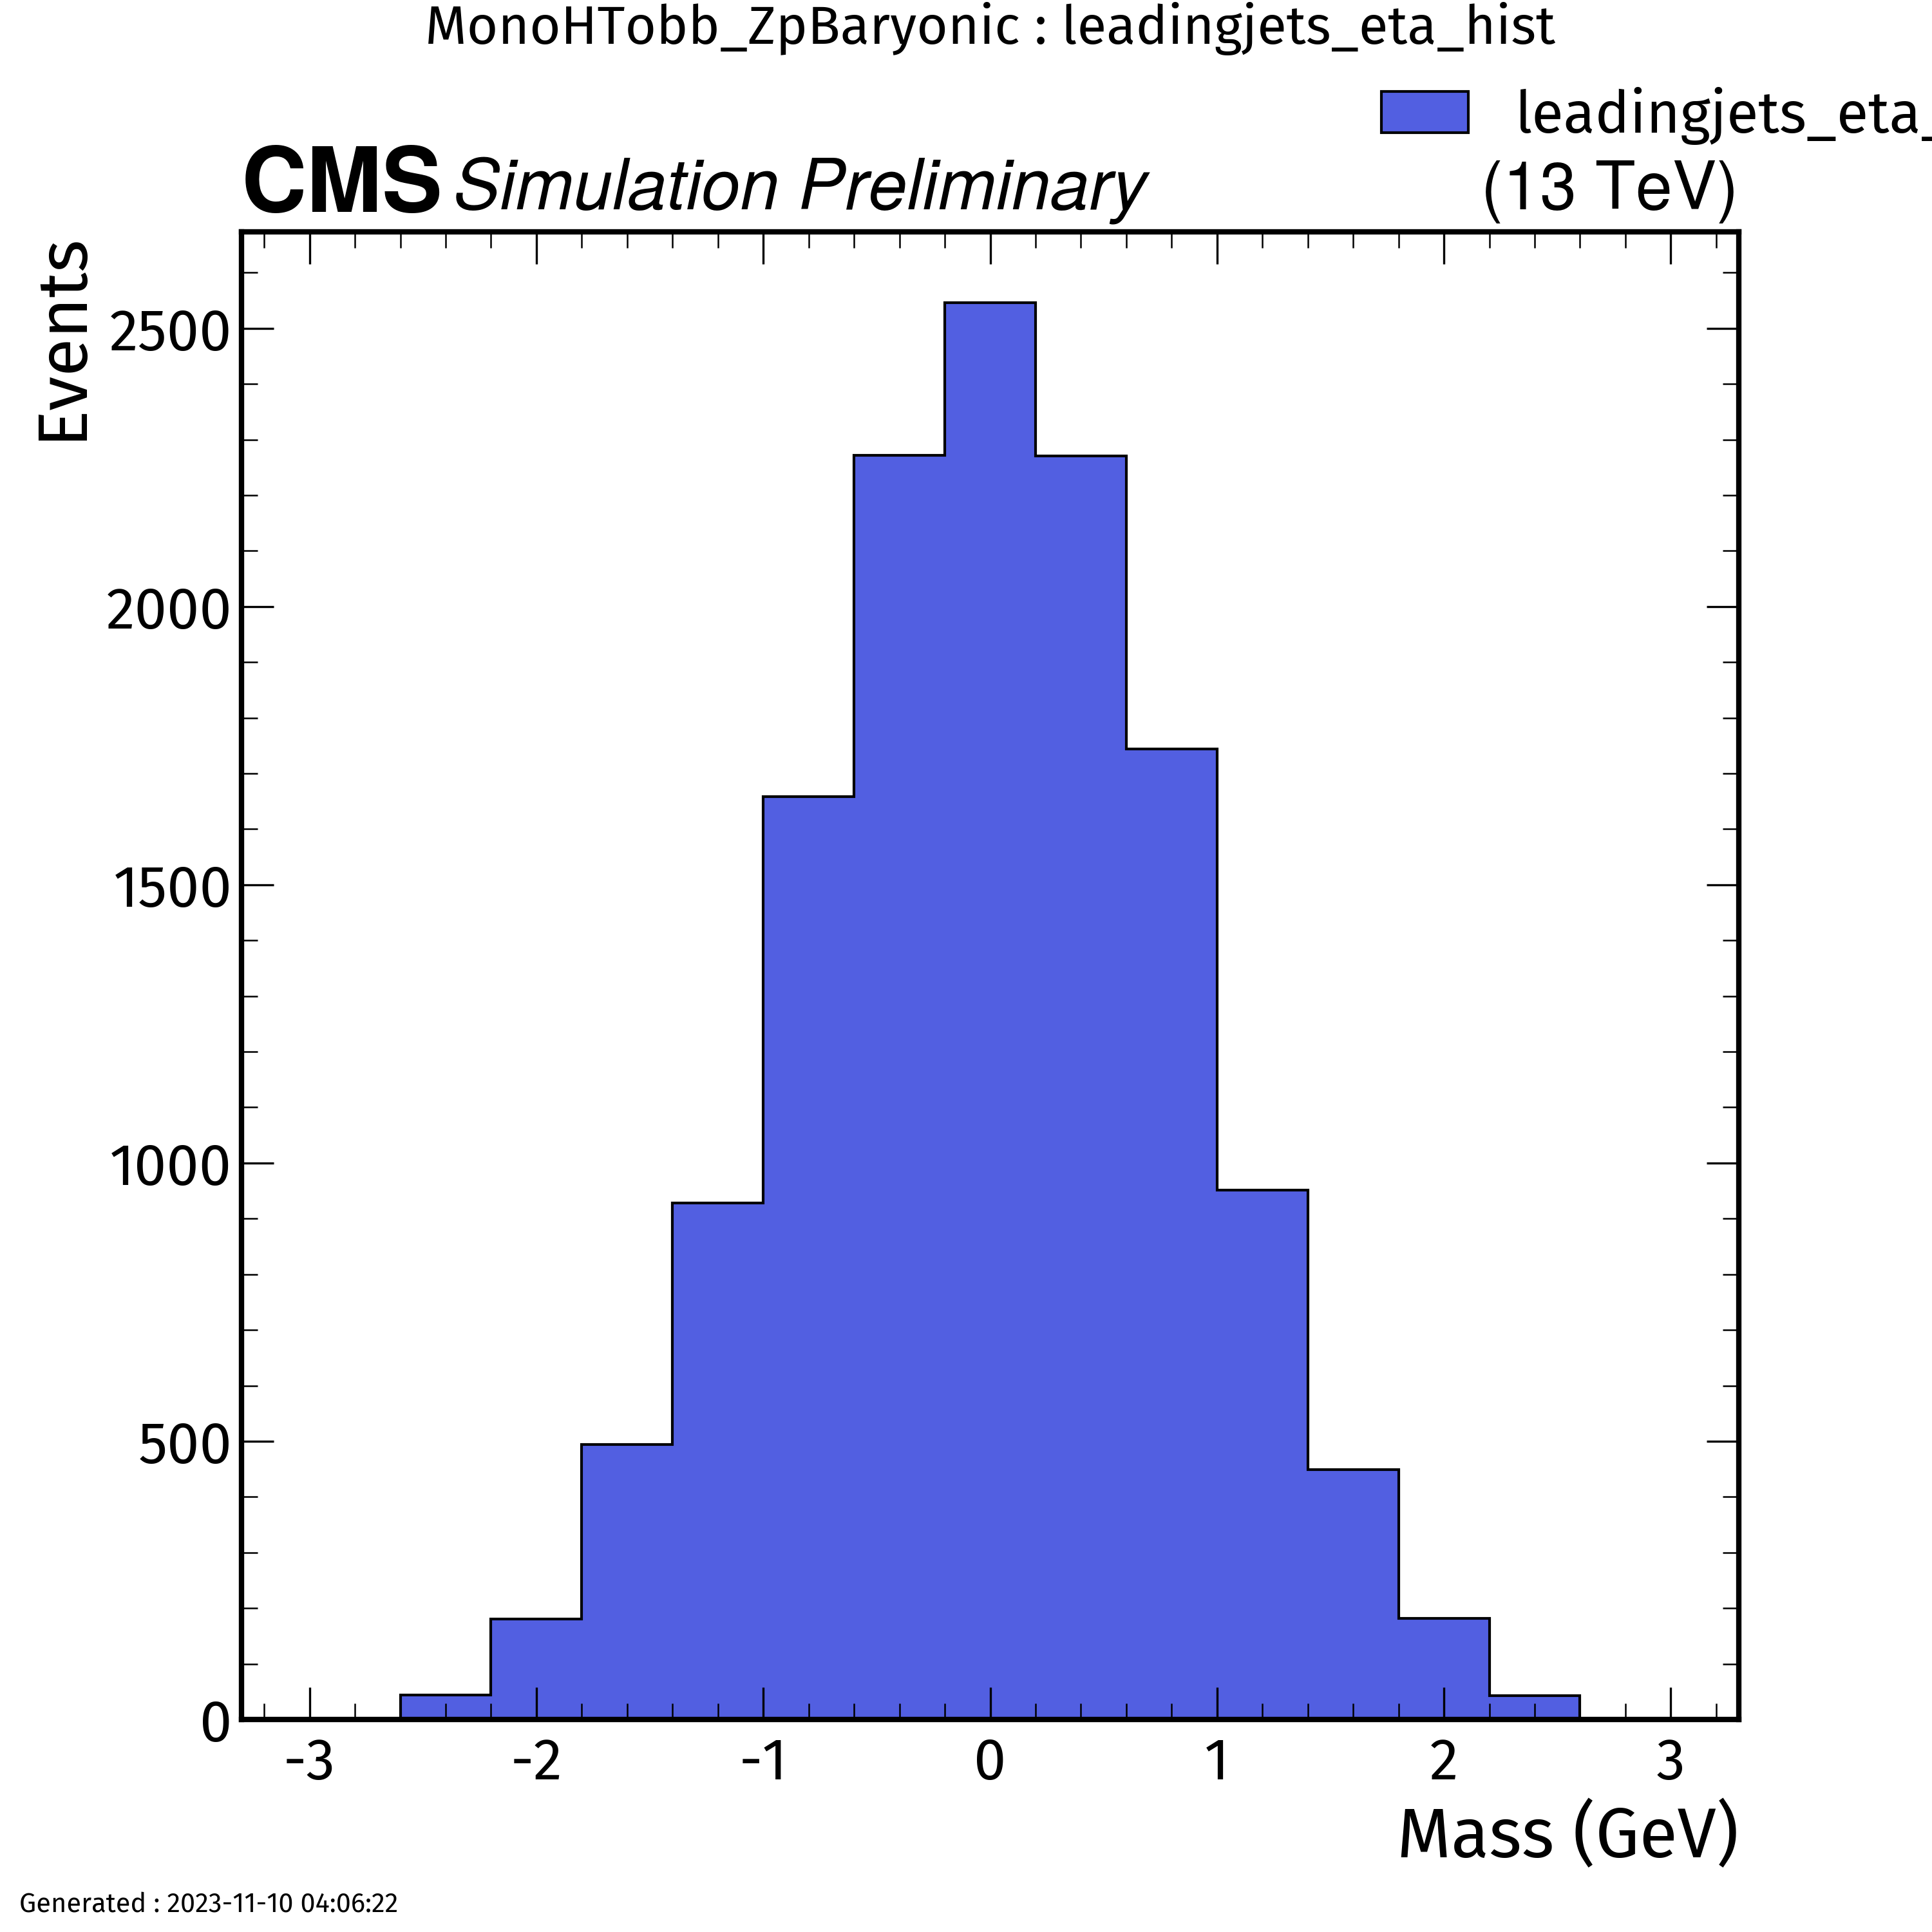 MonoHTobb_ZpBaryonic : leadingjets_eta_hist
leadingjets_eta_
CMS Simulation Preliminary (13 TeV)
Events
2500
2000
1500
1000
500
0
-3 -2 -1 0 1 2 3
Mass (GeV)
Generated : 2023-11-10 04:06:22